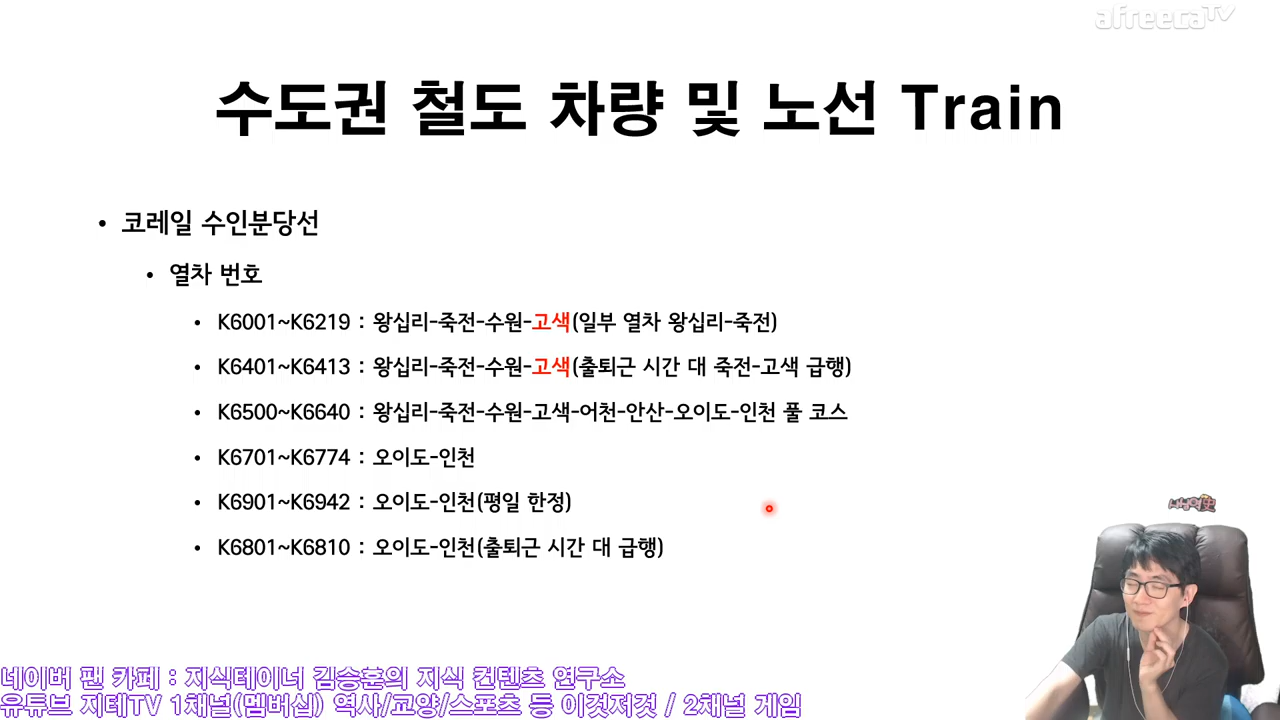 afreecaTV
수도권 철도 차량 및 노선 Train
• 코레일 수인분당선
• 열차 번호
• K6001~K6219 : 왕십리-죽전-수원-고색(일부 열차 왕십리-죽전)
• K6401~K6413 : 왕십리-죽전-수원-고색(출퇴근 시간 대 죽전-고색 급행)
• K6500~K6640 : 왕십리-죽전-수원-고색-어천-안산-오이도-인천 풀 코스
• K6701~K6774 : 오이도-인천
• K6901~K6942 : 오이도-인천(평일 한정)
• K6801~K6810 : 오이도-인천(출퇴근 시간 대 급행)
네이버 팬 카페 : 지식테이너 김승훈의 지식 컨텐츠 연구소
유튜브 지테TV 1채널(멤버십) 역사/교양/스포츠 등 이것저것 / 2채널 게임